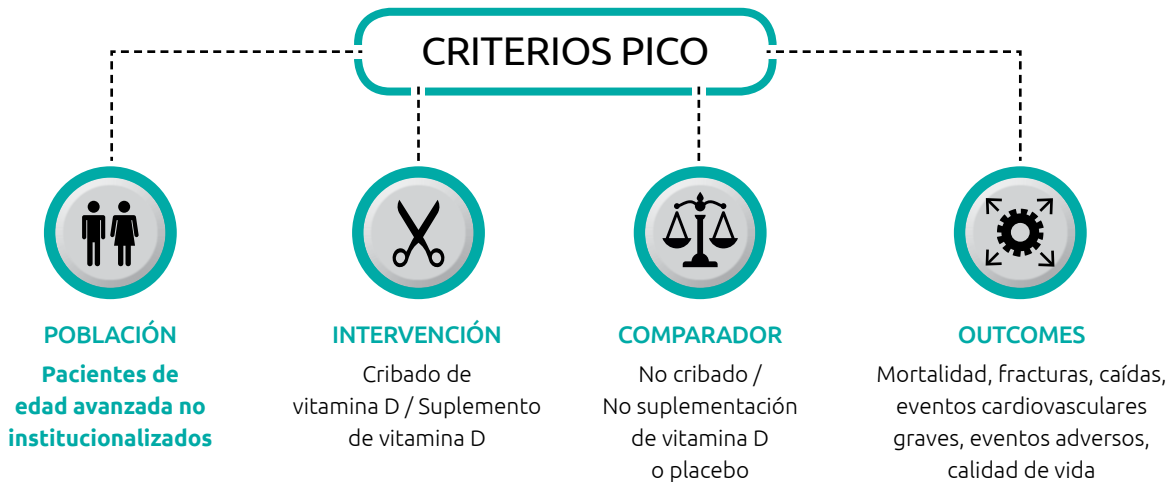 CRITERIOS PICO
POBLACIÓN
Pacientes de
edad avanzada no
institucionalizados
INTERVENCIÓN
Cribado de
vitamina D / Suplemento
de vitamina D
COMPARADOR
No cribado /
No suplementación
de vitamina D
o placebo
OUTCOMES
Mortalidad, fracturas, caídas,
eventos cardiovasculares
graves, eventos adversos,
calidad de vida